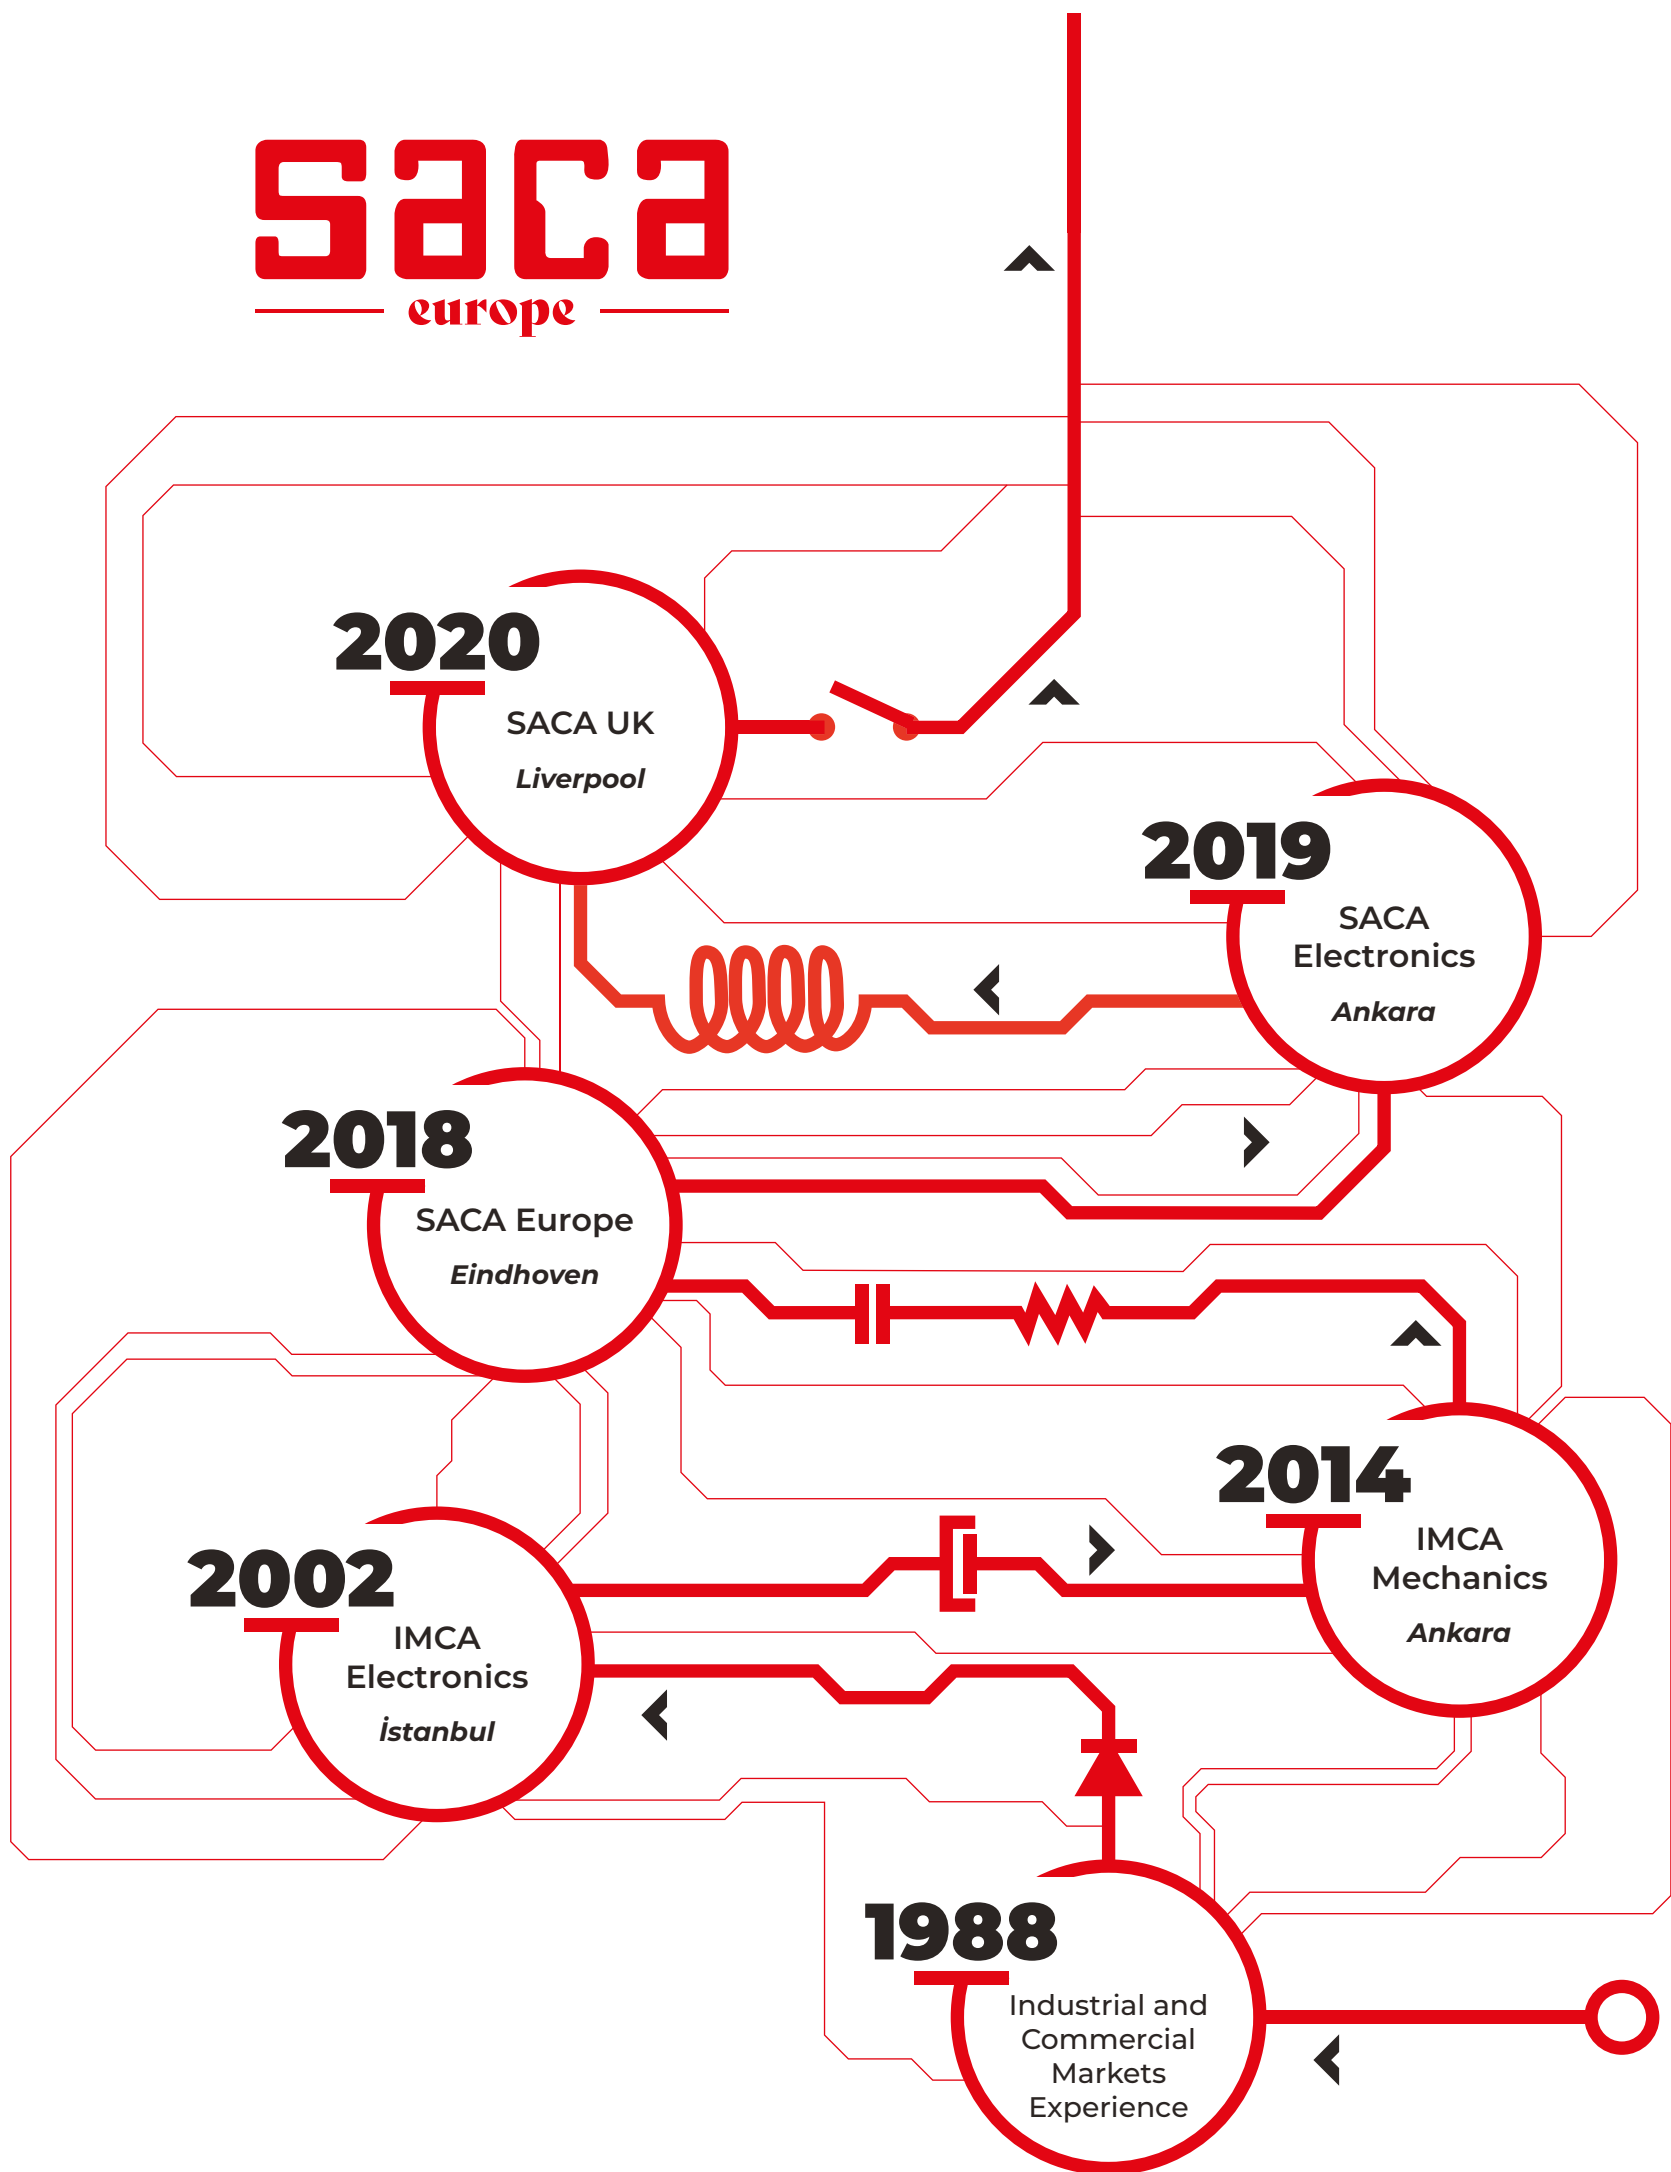 saca
europe
2020
SACA UK
Liverpool
2019
SACA
Electronics
Ankara
2018
SACA Europe
Eindhoven
2014
IMCA
Mechanics
Ankara
2002
IMCA
Electronics
İstanbul
1988
Industrial and
Commercial
Markets
Experience